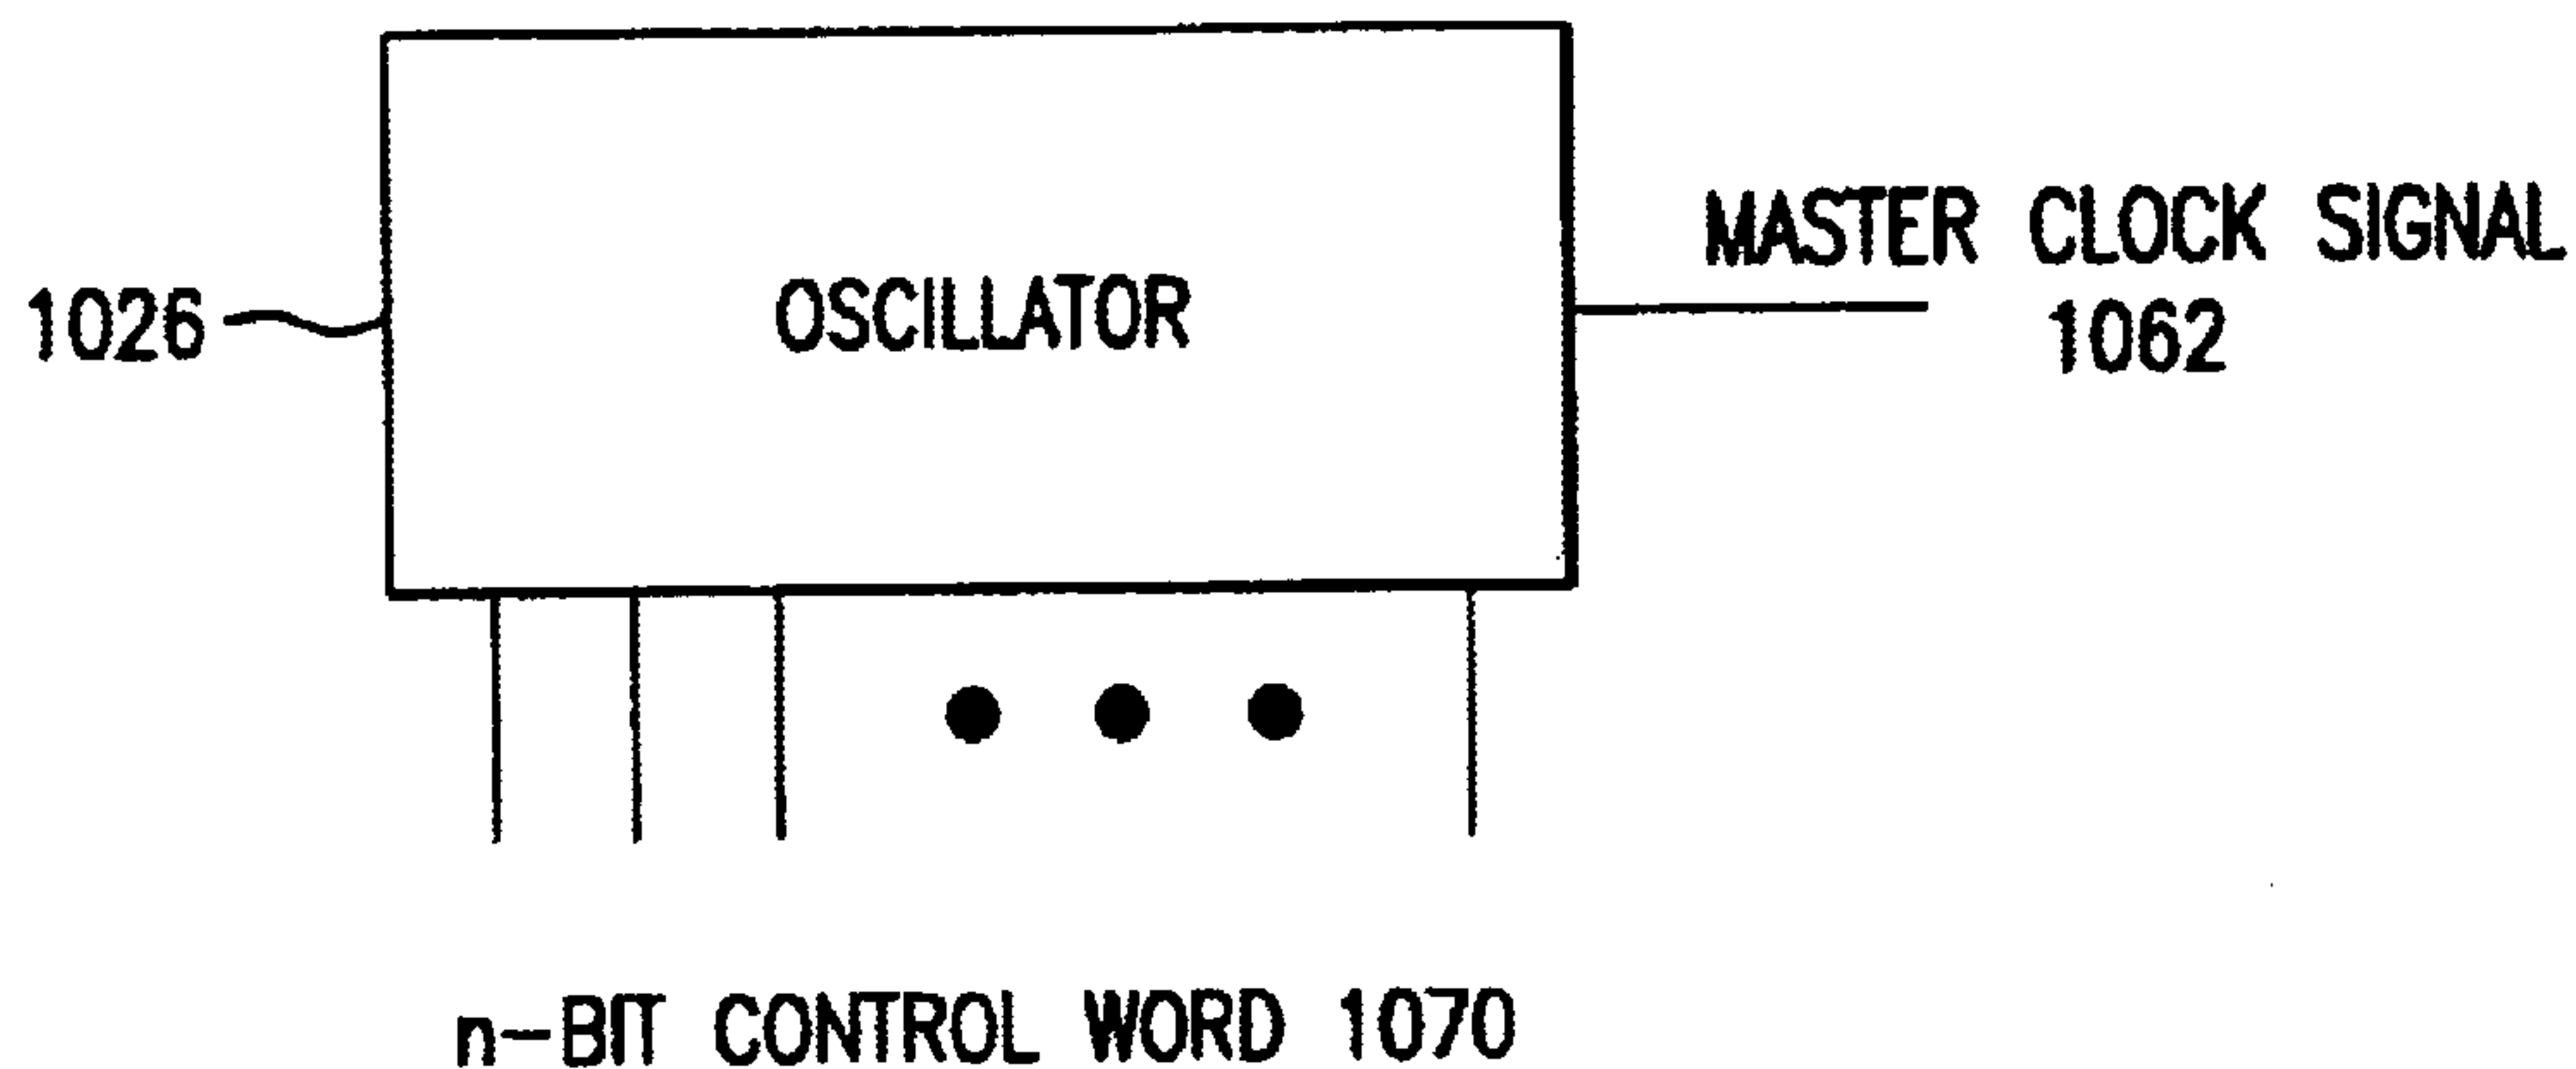 MASTER CLOCK SIGNAL
1062
1026
OSCILLATOR
n-BIT CONTROL WORD 1070